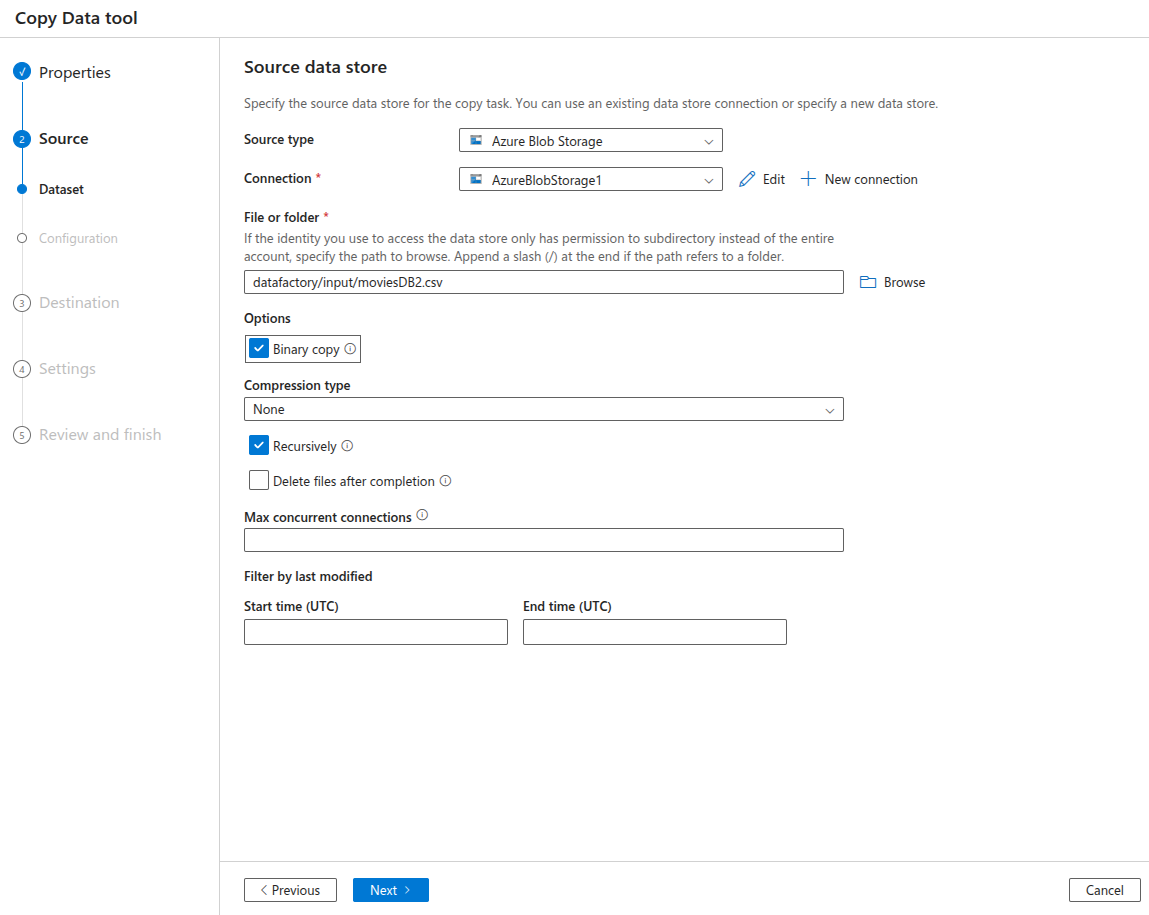 Copy Data tool
Properties
2 Source
Dataset
Configuration
3 Destination
4 Settings
5 Review and finish
Source data store
Specify the source data store for the copy task. You can use an existing data store connection or specify a new data store.
Source type Azure Blob Storage
Connection * AzureBlobStorage1 Edit New connection
File or folder *
If the identity you use to access the data store only has permission to subdirectory instead of the entire
account, specify the path to browse. Append a slash (/) at the end if the path refers to a folder.
datafactory/input/moviesDB2.csv Browse
Options
Binary copy
Compression type
None
Recursively
Delete files after completion
Max concurrent connections
Filter by last modified
Start time (UTC) End time (UTC)
Previous Next Cancel